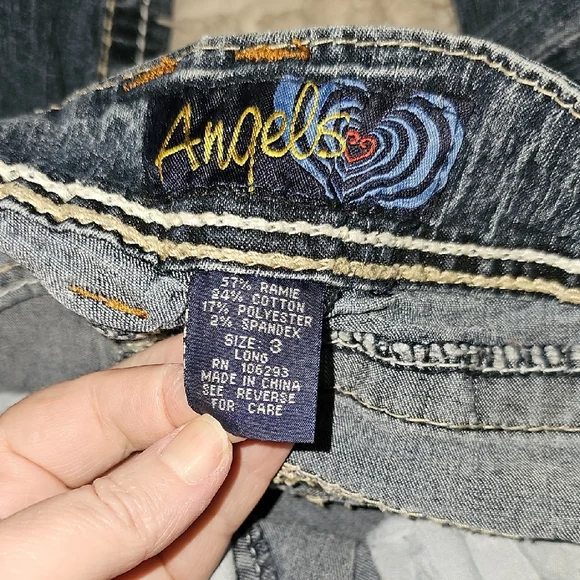 Angels
57% RAMIE
24% COTTON
17% POLYESTER
2% SPANDEX
SIZE: 3
LONG
RN 106293
MADE IN CHINA
SEE REVERSE
FOR CARE